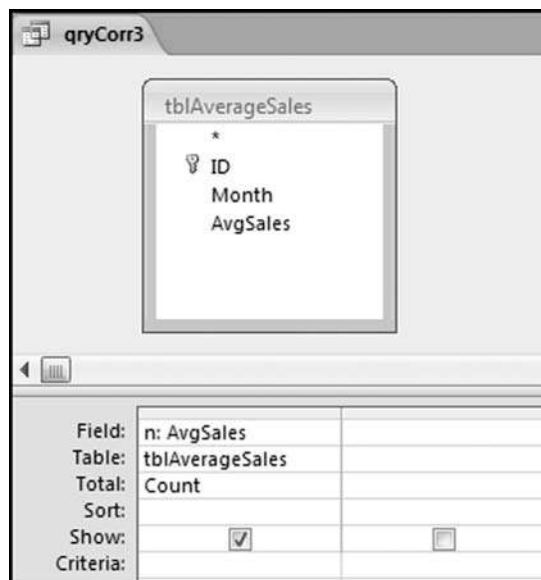 qryCorr3
tblAverageSales
*
ID
Month
AvgSales
Field: n: AvgSales
Table: tblAverageSales
Total: Count
Sort:
Show:
Criteria: